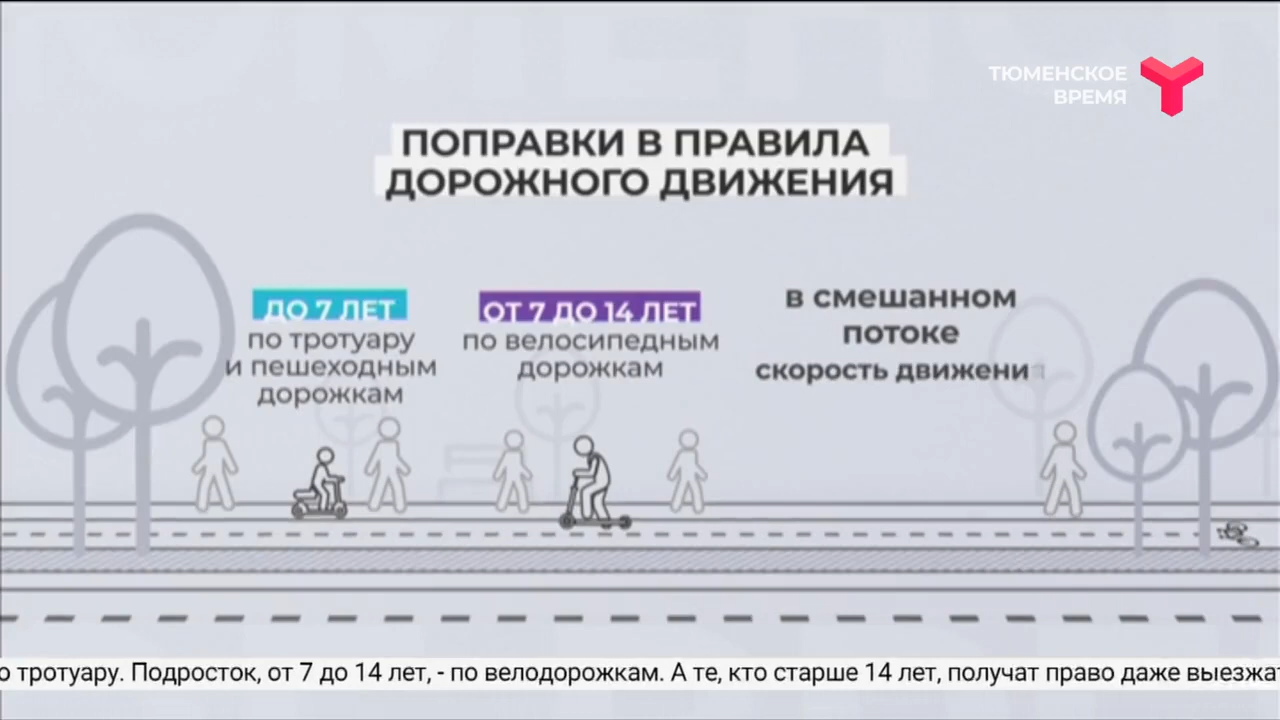 ТЮМЕНСКОЕ
ВРЕМЯ
ПОПРАВКИ В ПРАВИЛА
ДОРОЖНОГО ДВИЖЕНИЯ
ДО 7 ЛЕТ
по тротуару
и пешеходным
дорожкам
ОТ 7 ДО 14 ЛЕТ
по велосипедным
дорожкам
в смешанном
потоке
скорость движения
о тротуару. Подросток, от 7 до 14 лет, - по велодорожкам. А те, кто старше 14 лет, получат право даже выезжат